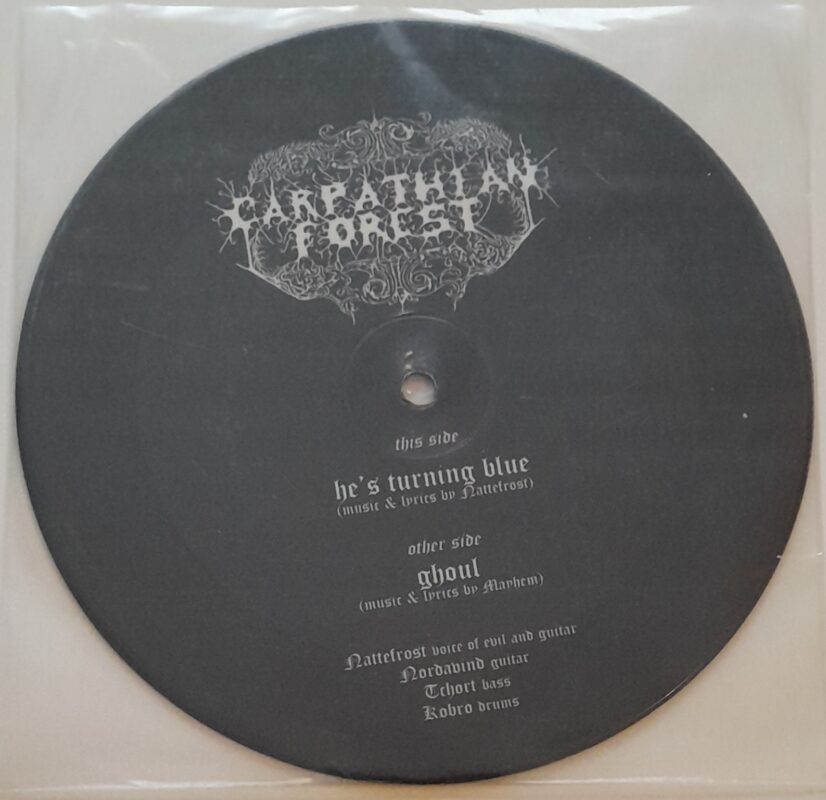 CARPATHIAN
FOREST
this side
he's turning blue
(music & lyrics by Nattefrost)
other side
ghoul
(music & lyrics by Mayhem)
Nattefrost voice of evil and guitar
Nordavind guitar
Tchort bass
Kobro drums